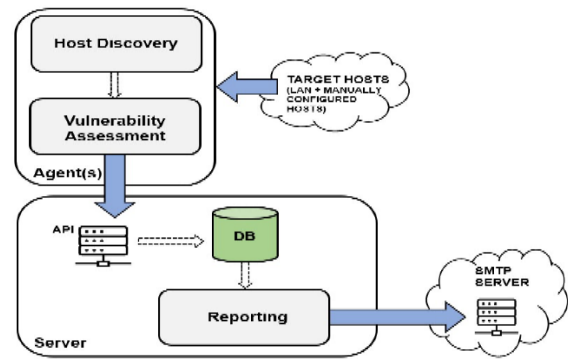 Host Discovery
Vulnerability
Assessment
Agent(s)
TARGET HOSTS
(LAN + MANUALLY
CONFIGURED
HOSTS)
API
DB
Reporting
Server
SMTP
SERVER